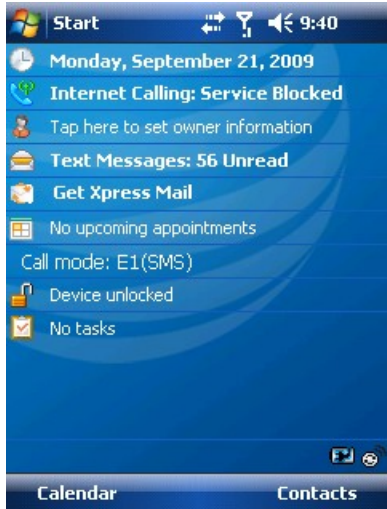 Start 9:40
Monday, September 21, 2009
Internet Calling: Service Blocked
Tap here to set owner information
Text Messages: 56 Unread
Get Xpress Mail
No upcoming appointments
Call mode: E1(SMS)
Device unlocked
No tasks
Calendar Contacts